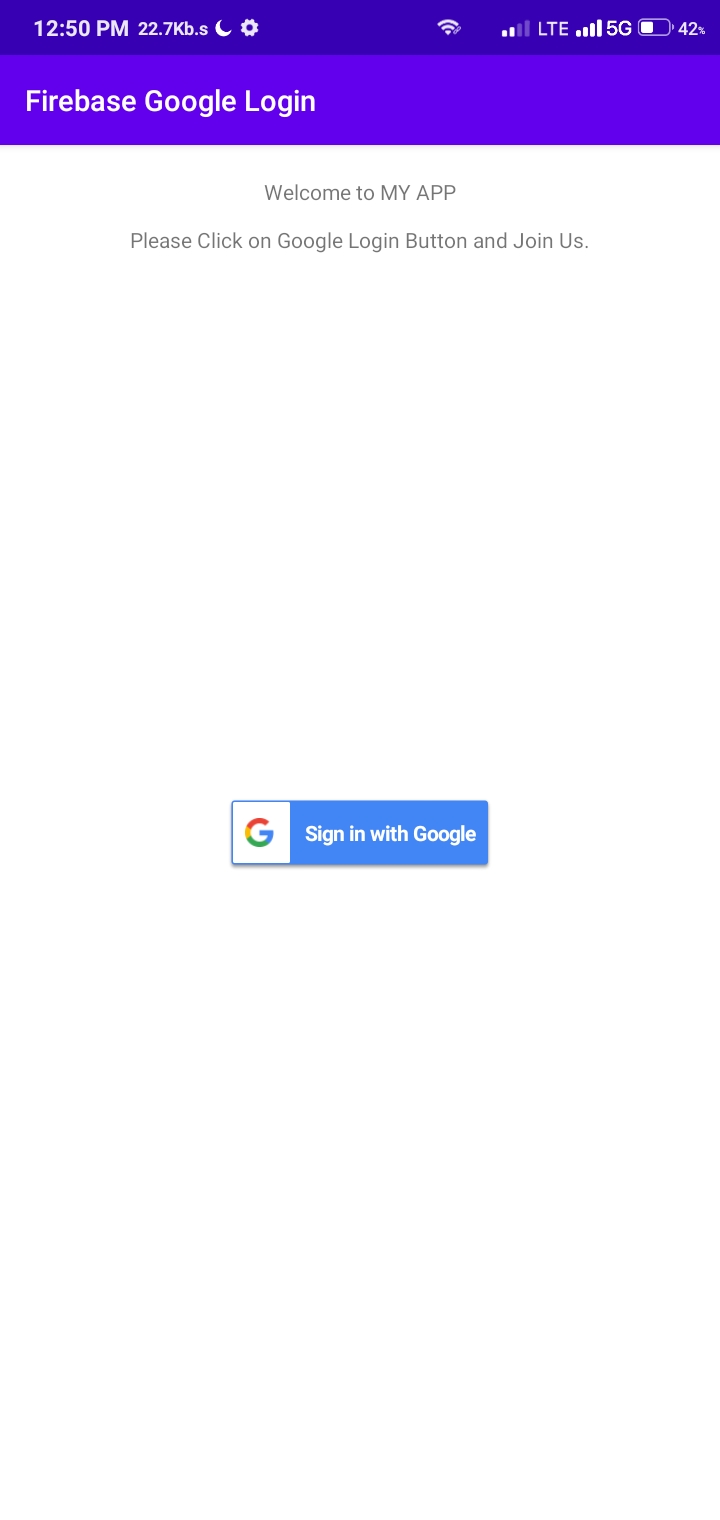 12:50 PM 22.7Kb.s LTE 5G 42%
Firebase Google Login
Welcome to MY APP
Please Click on Google Login Button and Join Us.
Sign in with Google